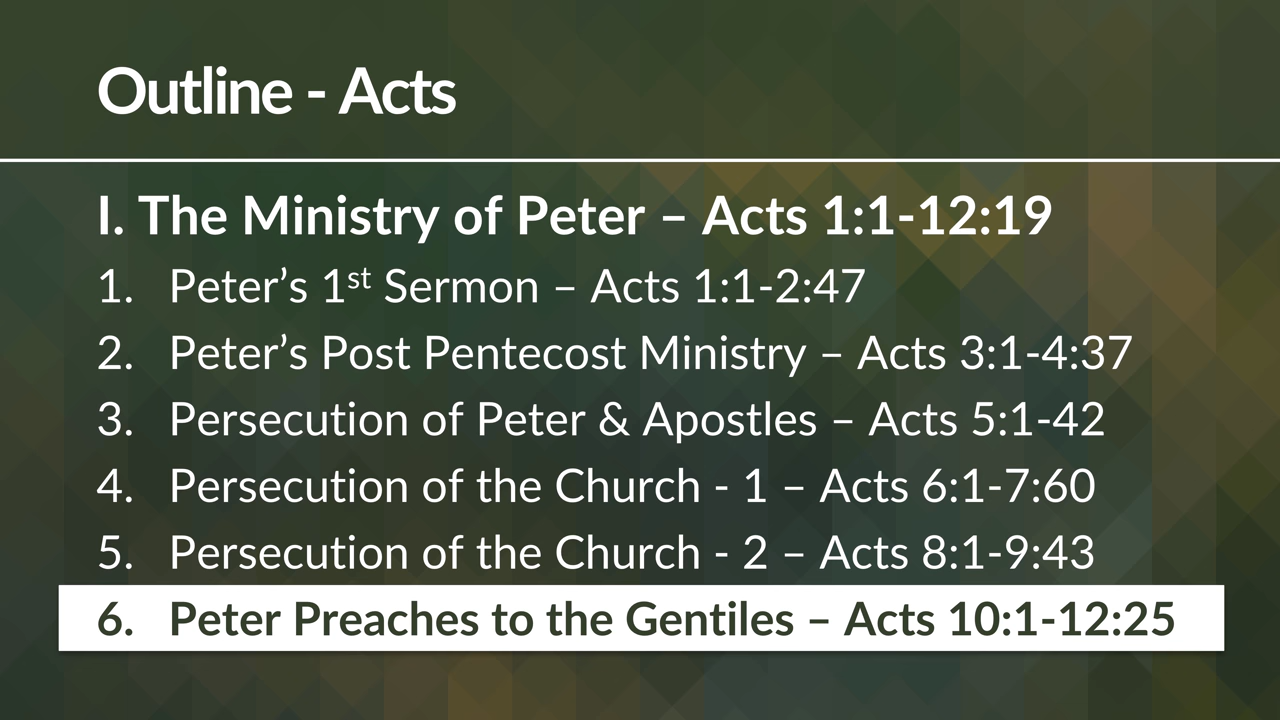 Outline - Acts
I. The Ministry of Peter – Acts 1:1-12:19
1. Peter’s 1st Sermon – Acts 1:1-2:47
2. Peter’s Post Pentecost Ministry – Acts 3:1-4:37
3. Persecution of Peter & Apostles – Acts 5:1-42
4. Persecution of the Church - 1 – Acts 6:1-7:60
5. Persecution of the Church - 2 – Acts 8:1-9:43
6. Peter Preaches to the Gentiles – Acts 10:1-12:25